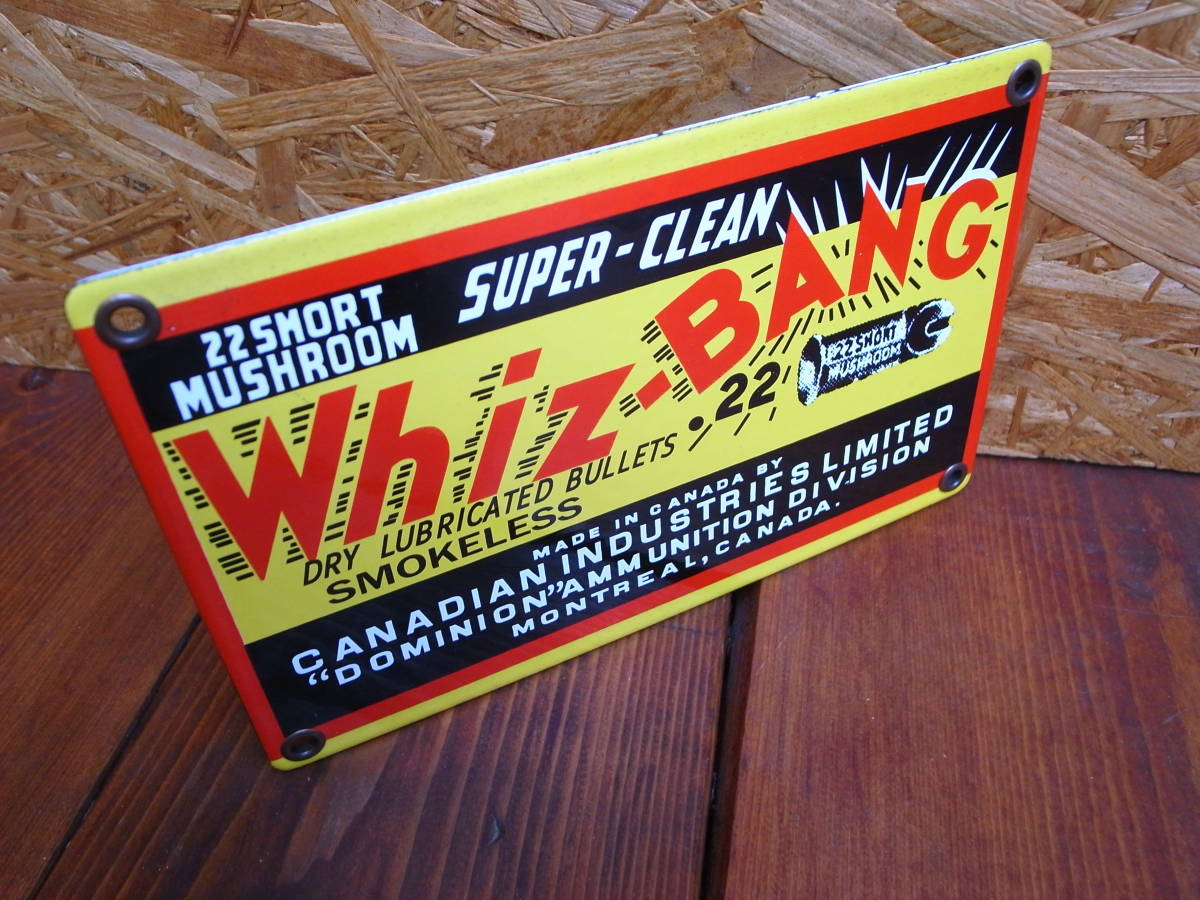 22 SHORT
MUSHROOM
SUPER-CLEAN
Whiz-BANG
DRY LUBRICATED BULLETS .22
SMOKELESS
22 SHORT
MUSHROOM
MADE IN CANADA BY
CANADIAN INDUSTRIES LIMITED
“DOMINION” AMMUNITION DIVISION
MONTREAL, CANADA.